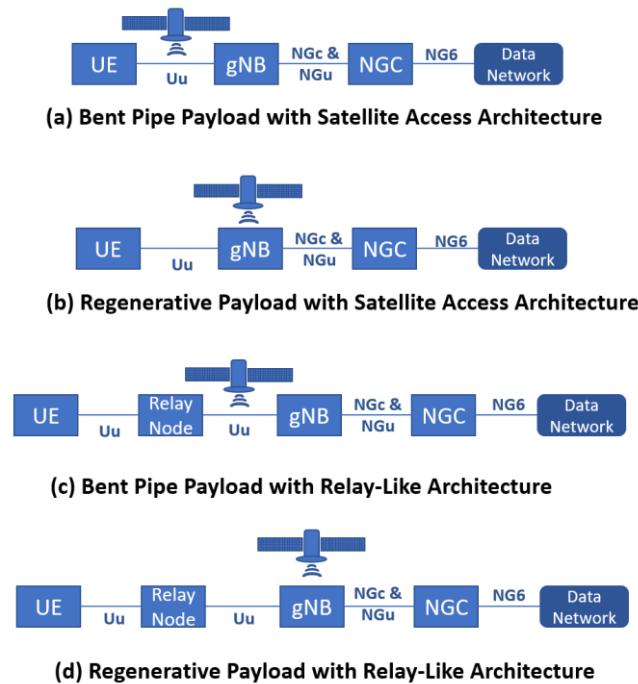 UE
Uu
gNB
NGc &
NGu
NGC
NG6
Data
Network
(a) Bent Pipe Payload with Satellite Access Architecture
UE
Uu
gNB
NGc &
NGu
NGC
NG6
Data
Network
(b) Regenerative Payload with Satellite Access Architecture
UE
Uu
Relay
Node
Uu
gNB
NGc &
NGu
NGC
NG6
Data
Network
(c) Bent Pipe Payload with Relay-Like Architecture
UE
Uu
Relay
Node
Uu
gNB
NGc &
NGu
NGC
NG6
Data
Network
(d) Regenerative Payload with Relay-Like Architecture